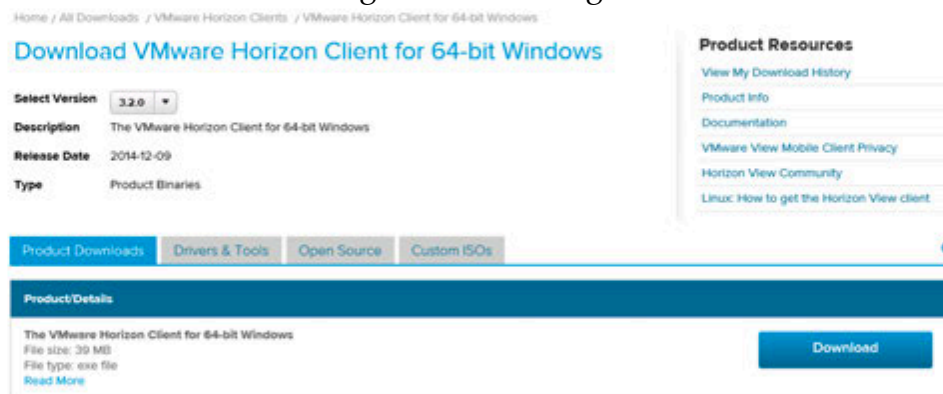 Home / All Downloads / VMware Horizon Clients / VMware Horizon Client for 64-bit Windows
Download VMware Horizon Client for 64-bit Windows
Select Version 3.2.0
Description The VMware Horizon Client for 64-bit Windows
Release Date 2014-12-09
Type Product Binaries
Product Resources
View My Download History
Product Info
Documentation
VMware View Mobile Client Privacy
Horizon View Community
Linux: How to get the Horizon View client
Product Downloads Drivers & Tools Open Source Custom ISOs
Product/Details
The VMware Horizon Client for 64-bit Windows
File size: 39 MB
File type: exe file
Read More
Download